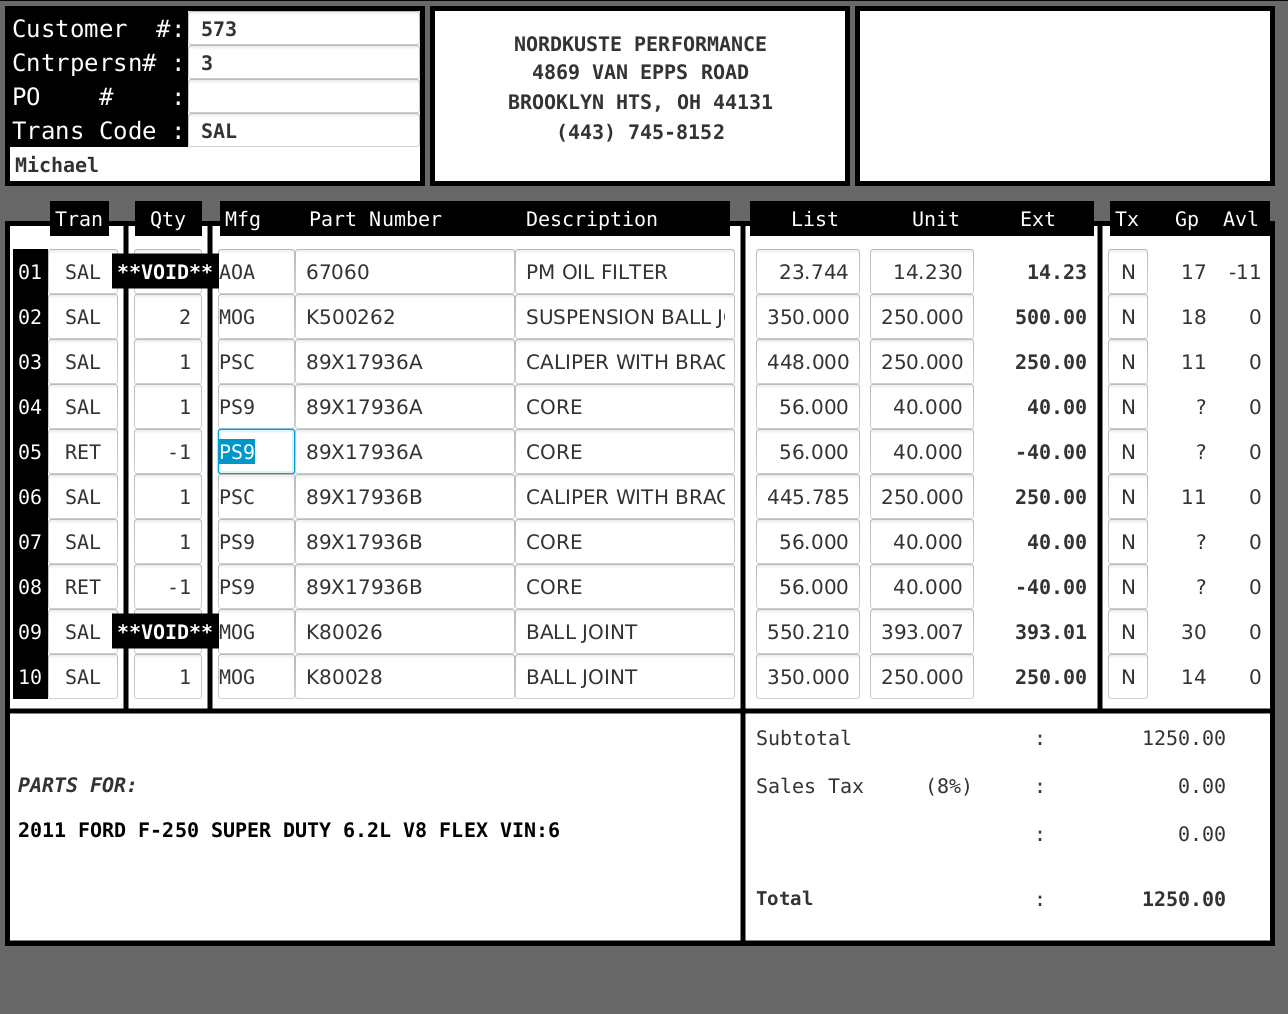 Customer #: 573
Cntrpersn# : 3
PO # :
Trans Code : SAL
Michael
NORDKUSTE PERFORMANCE
4869 VAN EPPS ROAD
BROOKLYN HTS, OH 44131
(443) 745-8152
Tran Qty Mfg Part Number Description List Unit Ext Tx Gp Avl
01 SAL **VOID** AOA 67060 PM OIL FILTER 23.744 14.230 14.23 N 17 -11
02 SAL 2 MOG K500262 SUSPENSION BALL J 350.000 250.000 500.00 N 18 0
03 SAL 1 PSC 89X17936A CALIPER WITH BRAC 448.000 250.000 250.00 N 11 0
04 SAL 1 PS9 89X17936A CORE 56.000 40.000 40.00 N ? 0
05 RET -1 PS9 89X17936A CORE 56.000 40.000 -40.00 N ? 0
06 SAL 1 PSC 89X17936B CALIPER WITH BRAC 445.785 250.000 250.00 N 11 0
07 SAL 1 PS9 89X17936B CORE 56.000 40.000 40.00 N ? 0
08 RET -1 PS9 89X17936B CORE 56.000 40.000 -40.00 N ? 0
09 SAL **VOID** MOG K80026 BALL JOINT 550.210 393.007 393.01 N 30 0
10 SAL 1 MOG K80028 BALL JOINT 350.000 250.000 250.00 N 14 0
PARTS FOR:
2011 FORD F-250 SUPER DUTY 6.2L V8 FLEX VIN:6
Subtotal : 1250.00
Sales Tax (8%) : 0.00
: 0.00
Total : 1250.00